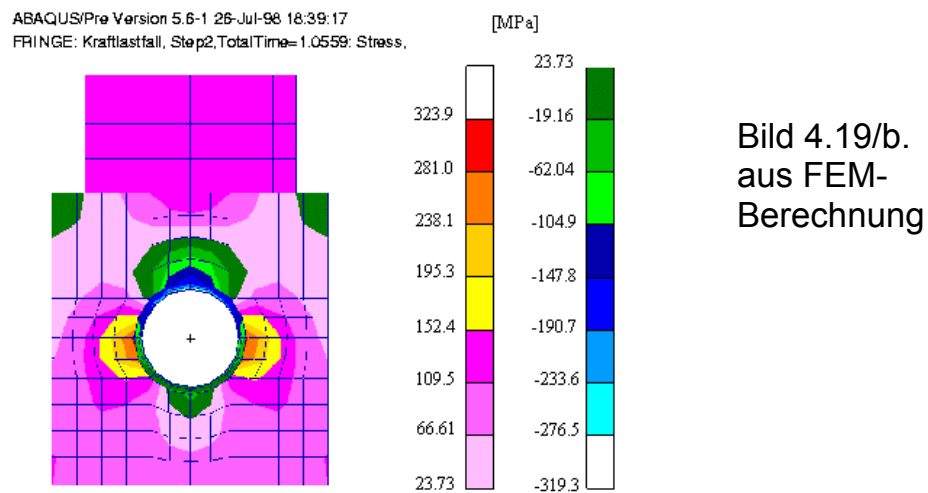 ABAQUS/Pre Version 5.6-1 26-Jul-98 18:39:17
FRINGE: Kraftlastfall, Step2,TotalTime=1.0559: Stress,
[MPa]
323.9
281.0
238.1
195.3
152.4
109.5
66.61
23.73
23.73
-19.16
-62.04
-104.9
-147.8
-190.7
-233.6
-276.5
-319.3
Bild 4.19/b.
aus FEM-
Berechnung